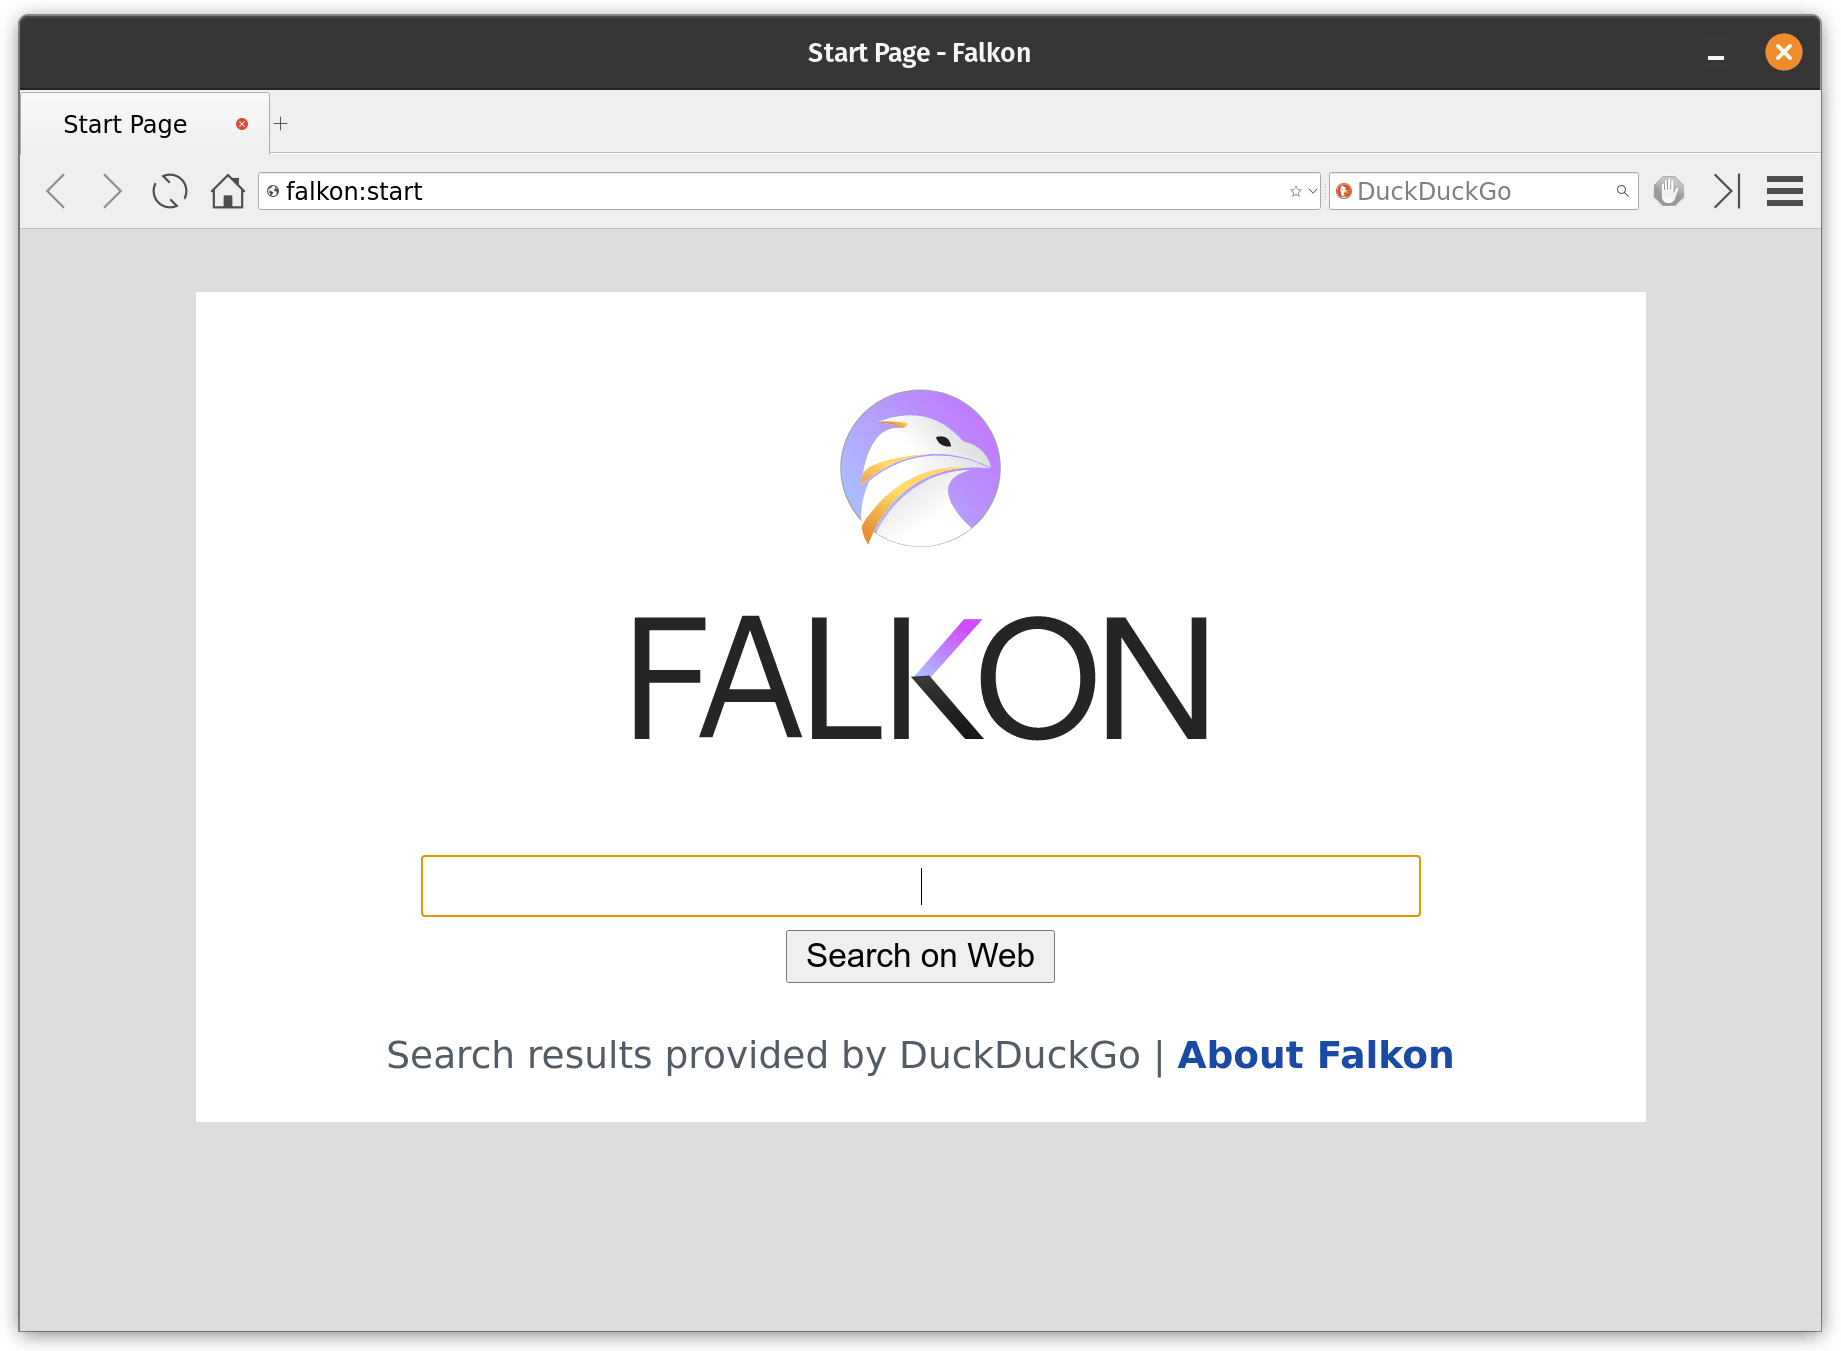 Start Page - Falkon
Start Page
falkon:start
DuckDuckGo
FALKON
Search on Web
Search results provided by DuckDuckGo | About Falkon